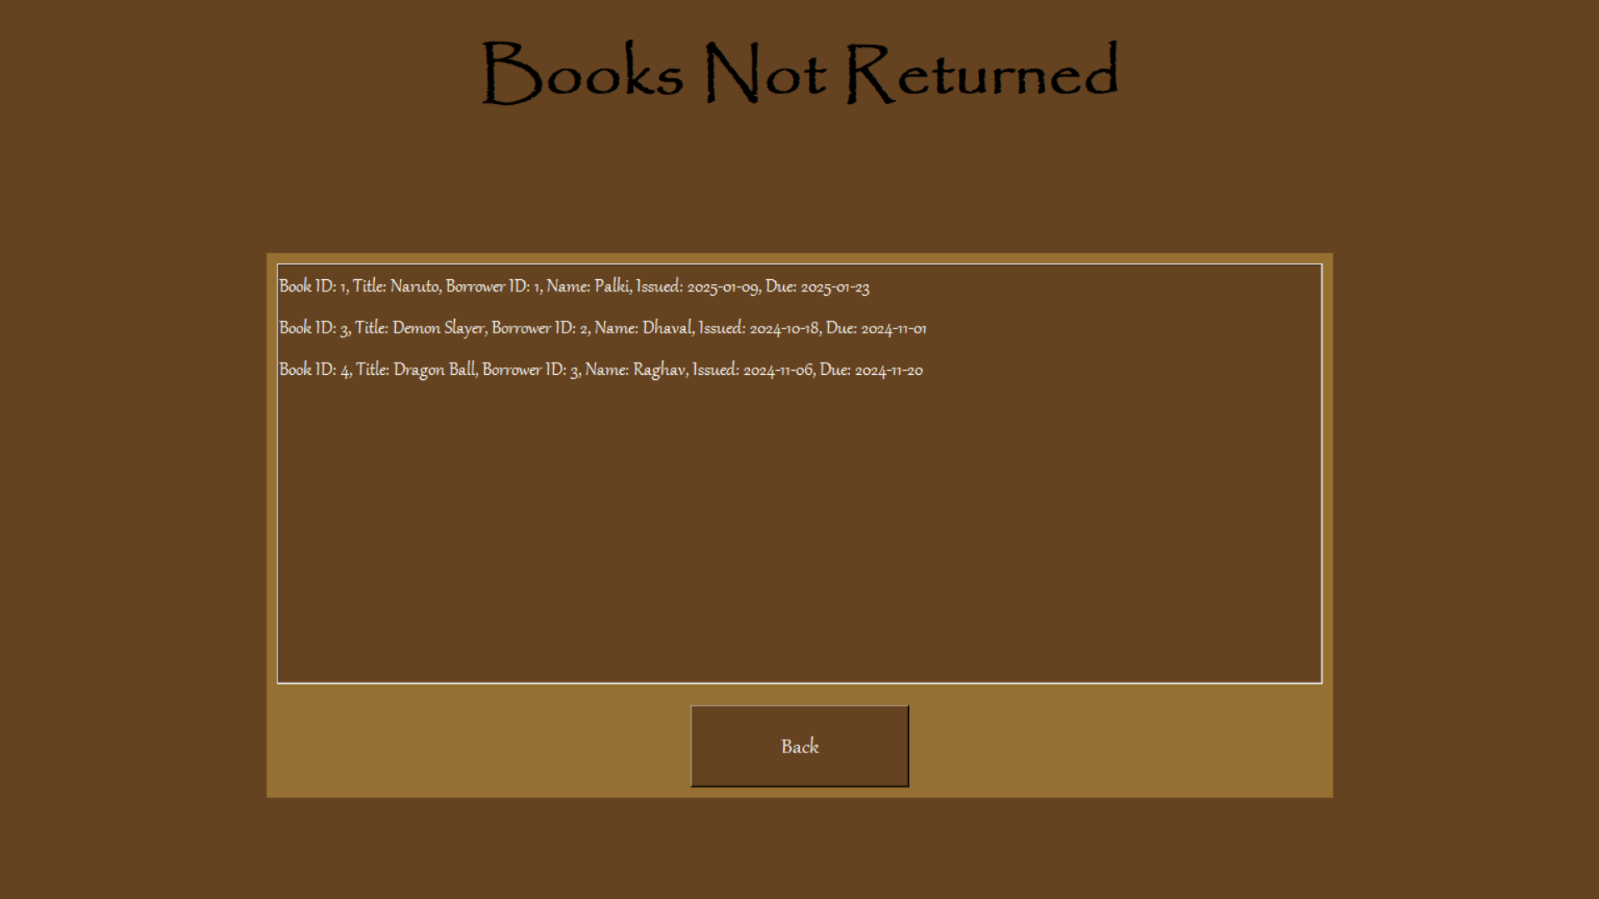 Books Not Returned
Book ID: 1, Title: Naruto, Borrower ID: 1, Name: Palki, Issued: 2025-01-09, Due: 2025-01-23
Book ID: 3, Title: Demon Slayer, Borrower ID: 2, Name: Dhaval, Issued: 2024-10-18, Due: 2024-11-01
Book ID: 4, Title: Dragon Ball, Borrower ID: 3, Name: Raghav, Issued: 2024-11-06, Due: 2024-11-20
Back